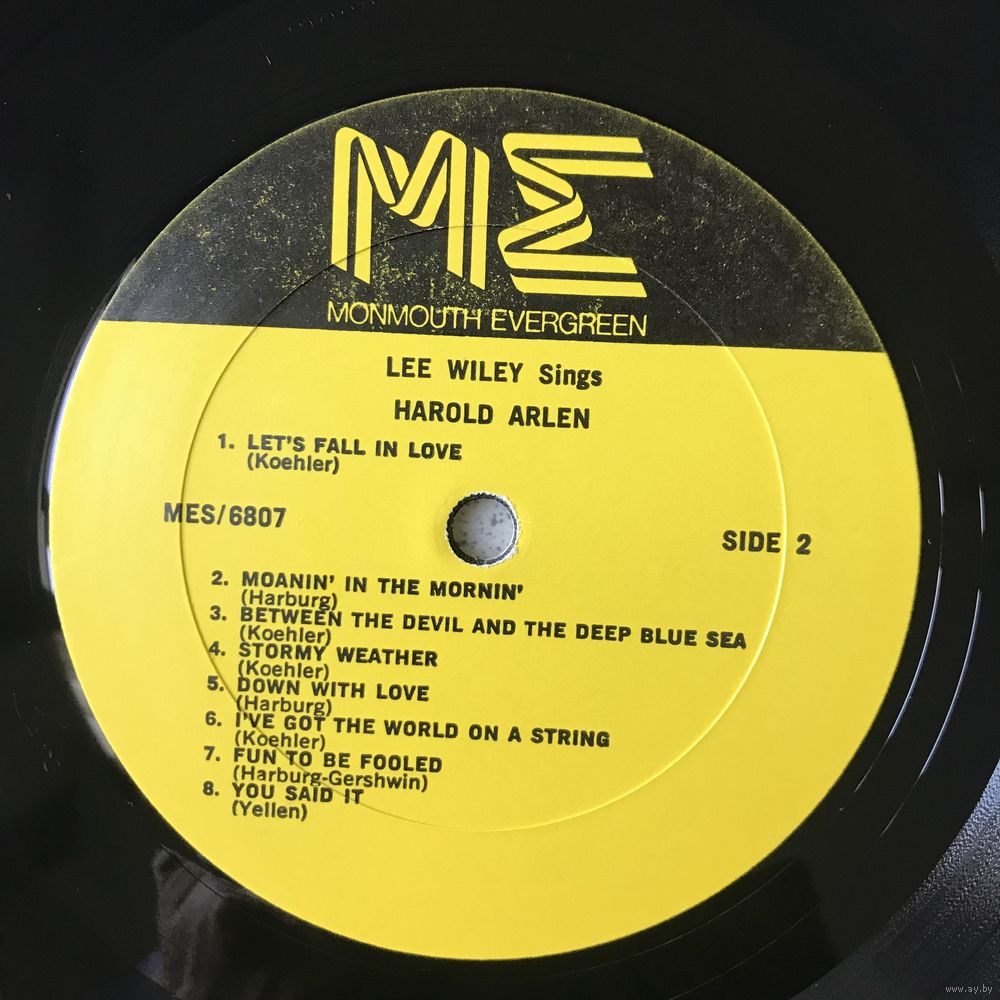 ME
MONMOUTH EVERGREEN
LEE WILEY Sings
HAROLD ARLEN
1. LET'S FALL IN LOVE
(Koehler)
MES/6807
SIDE 2
2. MOANIN' IN THE MORNIN'
(Harburg)
3. BETWEEN THE DEVIL AND THE DEEP BLUE SEA
(Koehler)
4. STORMY WEATHER
(Koehler)
5. DOWN WITH LOVE
(Harburg)
6. I'VE GOT THE WORLD ON A STRING
(Koehler)
7. FUN TO BE FOOLED
(Harburg-Gershwin)
8. YOU SAID IT
(Yellen)
www.ay.by